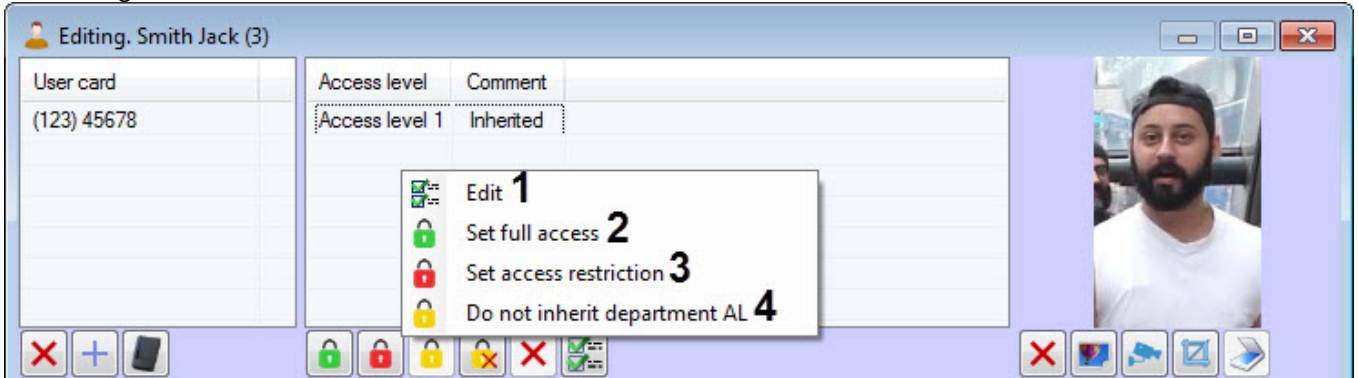 Editing. Smith Jack (3)
User card
Access level Comment
(123) 45678
Access level 1 Inherited
Edit 1
Set full access 2
Set access restriction 3
Do not inherit department AL 4